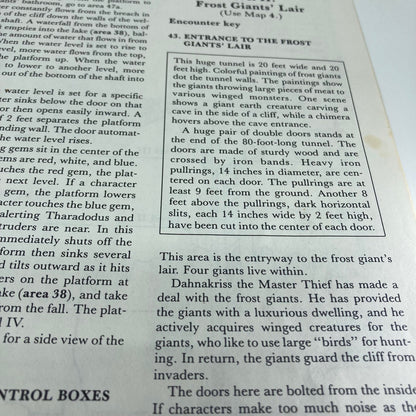 nts bathroom, go to area 47a.
constantly flows from the breach in
of the cliff down the walls of the wel-
shaft. A waterfall from the bottom of
t empties into the lake (area 38), bal-
he amount of water that flows in from
When the water level is set to rise to
level, more water flows from the top,
the platform up. When the water
to lower to another level, more
out of the bottom of the shaft into
water level is set for a specific
ter sinks below the door on that
or then opens easily inward. A
f 2 feet separates the platform
nding wall. The door automat-
the water level rises.
ng gems sit in the center of the
ems are red, white, and blue.
uches the red gem, the plat-
next level. If a character
gem, the platform lowers
acter touches the blue gem,
alerting Tharadodus and
truders are near. In this
mmediately shuts off the
form then sinks several
d tilts outward as it hits
ers on the platform at
ake (area 38), and take
from the fall. The plat-
l IV.
for a side view of the
NTROL BOXES
Frost Giants' Lair
(Use Map 4.)
Encounter key
43. ENTRANCE TO THE FROST
GIANTS' LAIR
This huge tunnel is 20 feet wide and 20
feet high. Colorful paintings of frost giants
dot the tunnel walls. The paintings show
the giants throwing large pieces of meat to
various winged monsters. One scene
shows a giant earth creature carving a
cave in the side of a cliff, while a chimera
hovers above the cave entrance.
A huge pair of double doors stands at
the end of the 80-foot-long tunnel. The
doors are made of sturdy wood and are
crossed by iron bands. Heavy iron
pullrings, 14 inches in diameter, are cen-
tered on each door. The pullrings are at
least 9 feet from the ground. Another 8
feet above the pullrings, dark horizontal
slits, each 14 inches wide by 2 feet high,
have been cut into the center of each door.
This area is the entryway to the frost giant's
lair. Four giants live within.
Dahnakriss the Master Thief has made a
deal with the frost giants. He has provided
the giants with a luxurious dwelling, and he
actively acquires winged creatures for the
giants, who like to use large "birds" for hunt-
ing. In return, the giants guard the cliff from
invaders.
The doors here are bolted from the inside
If characters make too much noise as the